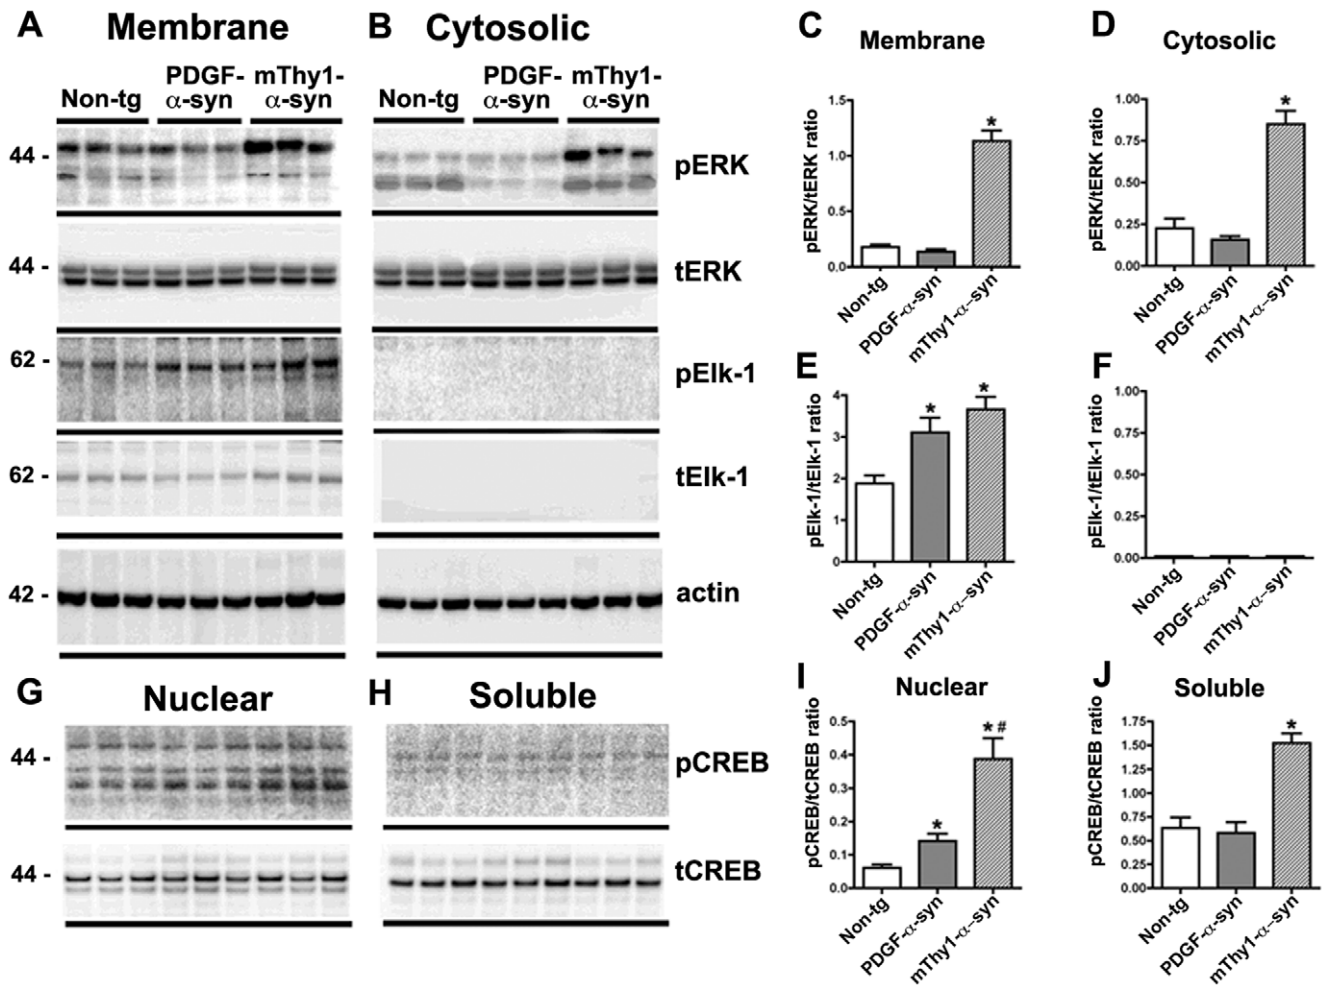 A Membrane
Non-tg
PDGF-
α-syn
mThy1-
α-syn
44 -
44 -
62 -
62 -
42 -
B Cytosolic
Non-tg
PDGF-
α-syn
mThy1-
α-syn
pERK
tERK
pElk-1
tElk-1
actin
C Membrane
pERK/tERK ratio
1.5
1.0
0.5
0.0
Non-tg
PDGF-α-syn
mThy1-α-syn
*
D Cytosolic
pERK/tERK ratio
1.00
0.75
0.50
0.25
0.00
Non-tg
PDGF-α-syn
mThy1-α-syn
*
E
pElk-1/tElk-1 ratio
4
3
2
1
0
Non-tg
PDGF-α-syn
mThy1-α-syn
*
*
F
pElk-1/tElk-1 ratio
1.00
0.75
0.50
0.25
0.00
Non-tg
PDGF-α-syn
mThy1-α-syn
G Nuclear
44 -
44 -
H Soluble
pCREB
tCREB
I Nuclear
pCREB/tCREB ratio
0.5
0.4
0.3
0.2
0.1
0.0
Non-tg
PDGF-α-syn
mThy1-α-syn
*
* #
J Soluble
pCREB/tCREB ratio
1.75
1.50
1.25
1.00
0.75
0.50
0.25
0.00
Non-tg
PDGF-α-syn
mThy1-α-syn
*